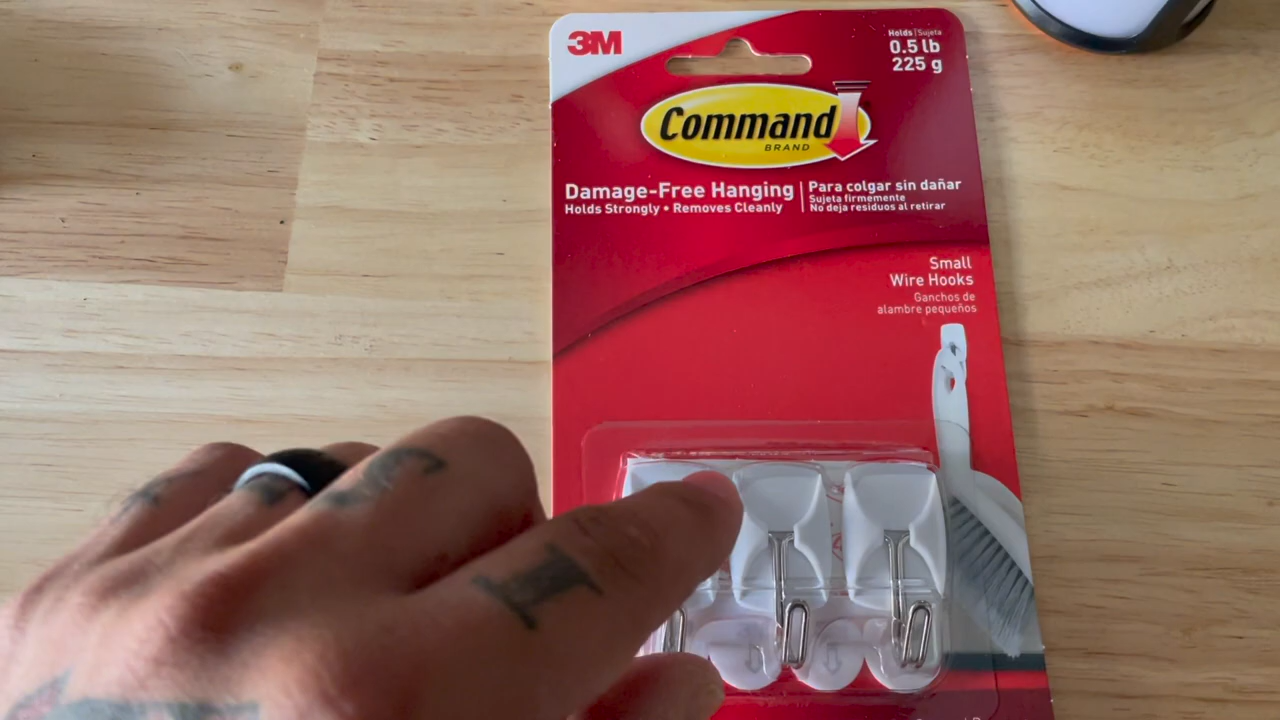 3M
Holds | Sujeta
0.5 lb
225 g
Command
BRAND
Damage-Free Hanging
Holds Strongly • Removes Cleanly
Para colgar sin dañar
Sujeta firmemente
No deja residuos al retirar
Small
Wire Hooks
Ganchos de
alambre pequeños